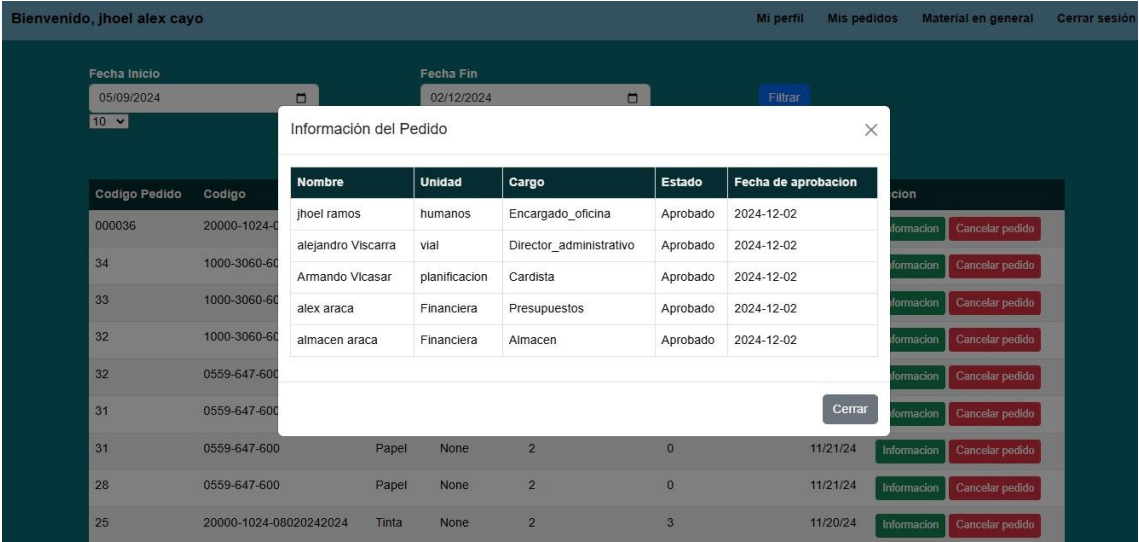 Bienvenido, jhoel alex cayo Mi perfil Mis pedidos Material en general Cerrar sesión
Fecha Inicio Fecha Fin
05/09/2024 02/12/2024 Filtrar
10
Información del Pedido
Nombre Unidad Cargo Estado Fecha de aprobacion
jhoel ramos humanos Encargado_oficina Aprobado 2024-12-02
alejandro Viscarra vial Director_administrativo Aprobado 2024-12-02
Armando VIcasar planificacion Cardista Aprobado 2024-12-02
alex araca Financiera Presupuestos Aprobado 2024-12-02
almacen araca Financiera Almacen Aprobado 2024-12-02
Cerrar
Codigo Pedido Codigo cion
000036 20000-1024-0 formacion Cancelar pedido
34 1000-3060-60 formacion Cancelar pedido
33 1000-3060-60 formacion Cancelar pedido
32 1000-3060-60 formacion Cancelar pedido
32 0559-647-600 formacion Cancelar pedido
31 0559-647-600 formacion Cancelar pedido
31 0559-647-600 Papel None 2 0 11/21/24 Informacion Cancelar pedido
28 0559-647-600 Papel None 2 0 11/21/24 Informacion Cancelar pedido
25 20000-1024-08020242024 Tinta None 2 3 11/20/24 Informacion Cancelar pedido